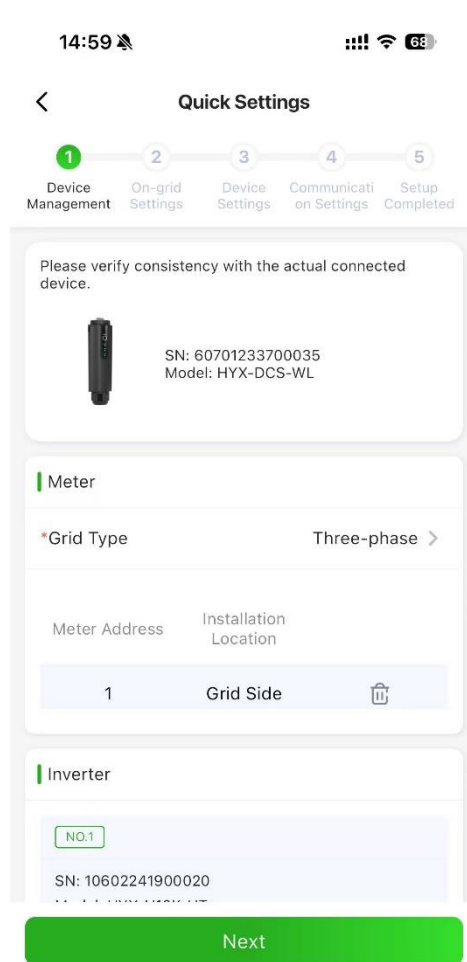 14:59
68
Quick Settings
1 2 3 4 5
Device Management
On-grid Settings
Device Settings
Communicati
on Settings
Setup Completed
Please verify consistency with the actual connected
device.
SN: 60701233700035
Model: HYX-DCS-WL
Meter
*Grid Type Three-phase
Meter Address
Installation
Location
1 Grid Side
Inverter
NO.1
SN: 10602241900020
Next